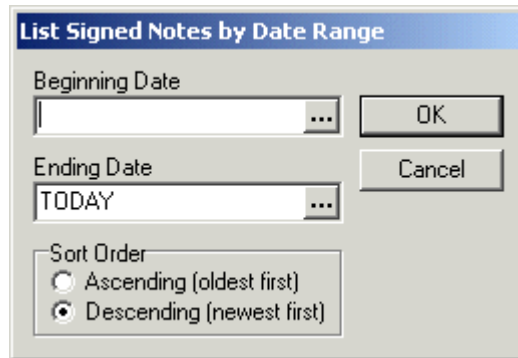 List Signed Notes by Date Range
Beginning Date
...
OK
Ending Date
Cancel
TODAY
...
Sort Order
Ascending (oldest first)
Descending (newest first)